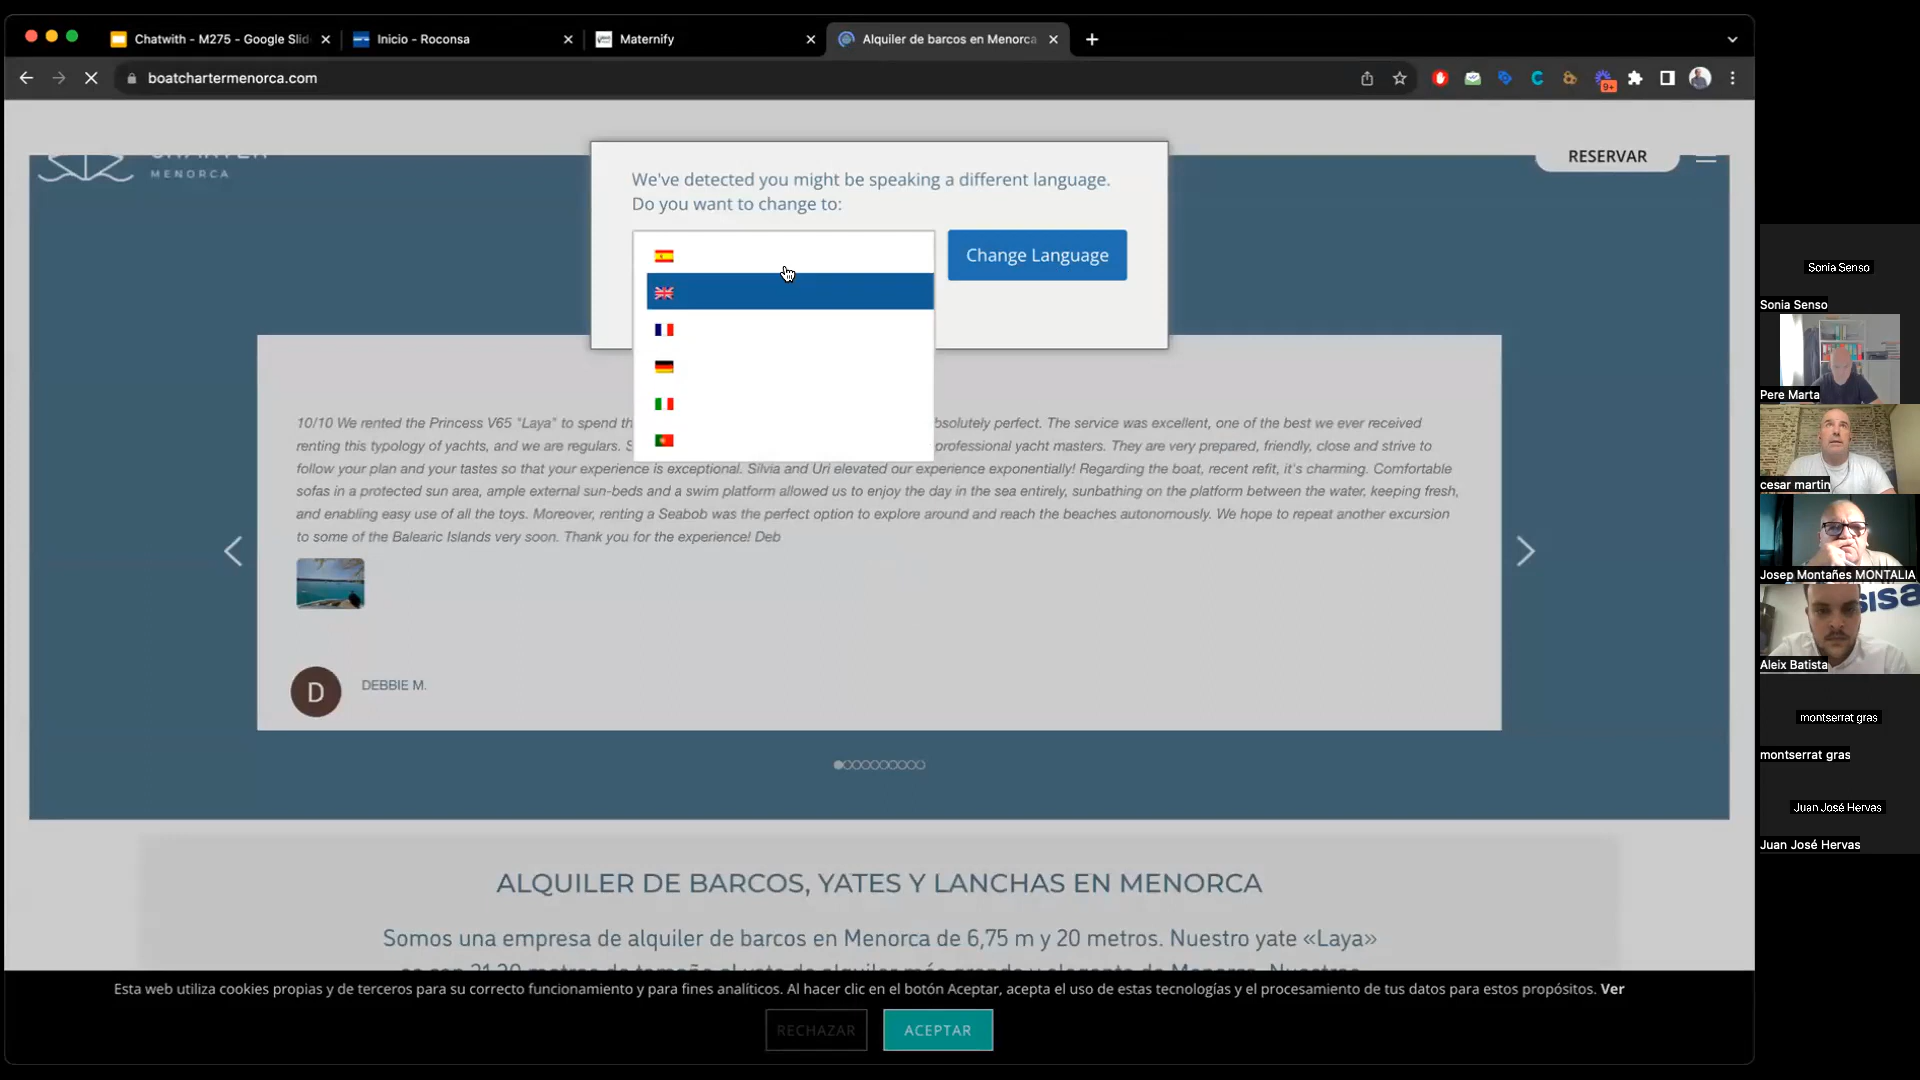 Chatwith - M275 - Google Slid
Inicio - Roconsa
Maternify
Alquiler de barcos en Menorca
boatchartermenorca.com
9+
MENORCA
RESERVAR
We've detected you might be speaking a different language.
Do you want to change to:
Change Language
10/10 We rented the Princess V65 "Laya" to spend th
bsolutely perfect. The service was excellent, one of the best we ever received
renting this typology of yachts, and we are regulars. S
professional yacht masters. They are very prepared, friendly, close and strive to
follow your plan and your tastes so that your experience is exceptional. Silvia and Uri elevated our experience exponentially! Regarding the boat, recent refit, it's charming. Comfortable
sofas in a protected sun area, ample external sun-beds and a swim platform allowed us to enjoy the day in the sea entirely, sunbathing on the platform between the water, keeping fresh,
and enabling easy use of all the toys. Moreover, renting a Seabob was the perfect option to explore around and reach the beaches autonomously. We hope to repeat another excursion
to some of the Balearic Islands very soon. Thank you for the experience! Deb
D
DEBBIE M.
ALQUILER DE BARCOS, YATES Y LANCHAS EN MENORCA
Somos una empresa de alquiler de barcos en Menorca de 6,75 m y 20 metros. Nuestro yate «Laya»
Esta web utiliza cookies propias y de terceros para su correcto funcionamiento y para fines analíticos. Al hacer clic en el botón Aceptar, acepta el uso de estas tecnologías y el procesamiento de tus datos para estos propósitos. Ver
RECHAZAR
ACEPTAR
Sonia Senso
Sonia Senso
Pere Marta
cesar martin
Josep Montañes MONTALIA
SISA
Aleix Batista
montserrat gras
montserrat gras
Juan José Hervas
Juan José Hervas